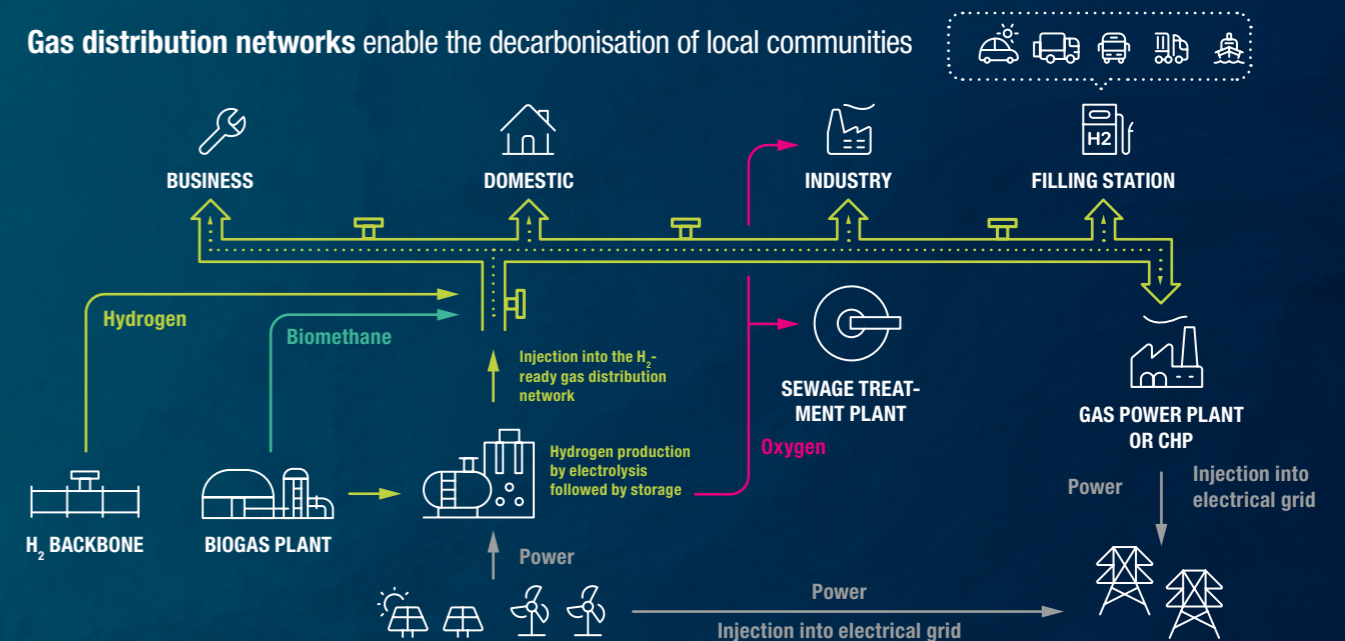 Gas distribution networks enable the decarbonisation of local communities
H2
BUSINESS
DOMESTIC
INDUSTRY
FILLING STATION
Hydrogen
Biomethane
Injection into the H₂-
ready gas distribution
network
SEWAGE TREAT-
MENT PLANT
GAS POWER PLANT
OR CHP
Oxygen
Hydrogen production
by electrolysis
followed by storage
Power
Injection into
electrical grid
H₂ BACKBONE
BIOGAS PLANT
Power
Power
Injection into electrical grid